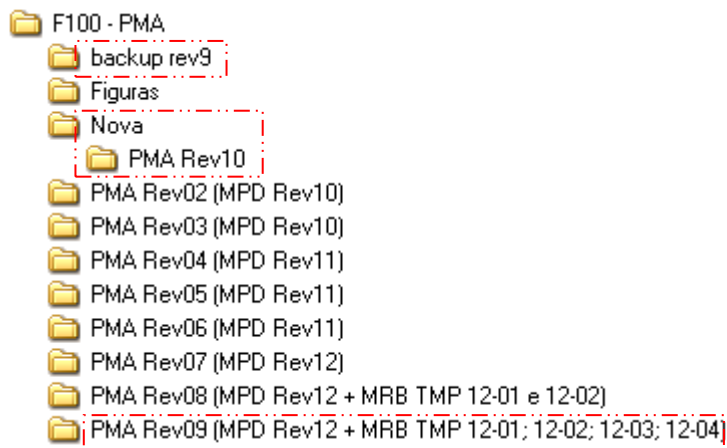 F100 - PMA
backup rev9
Figuras
Nova
PMA Rev10
PMA Rev02 (MPD Rev10)
PMA Rev03 (MPD Rev10)
PMA Rev04 (MPD Rev11)
PMA Rev05 (MPD Rev11)
PMA Rev06 (MPD Rev11)
PMA Rev07 (MPD Rev12)
PMA Rev08 (MPD Rev12 + MRB TMP 12-01 e 12-02)
PMA Rev09 (MPD Rev12 + MRB TMP 12-01; 12-02; 12-03; 12-04